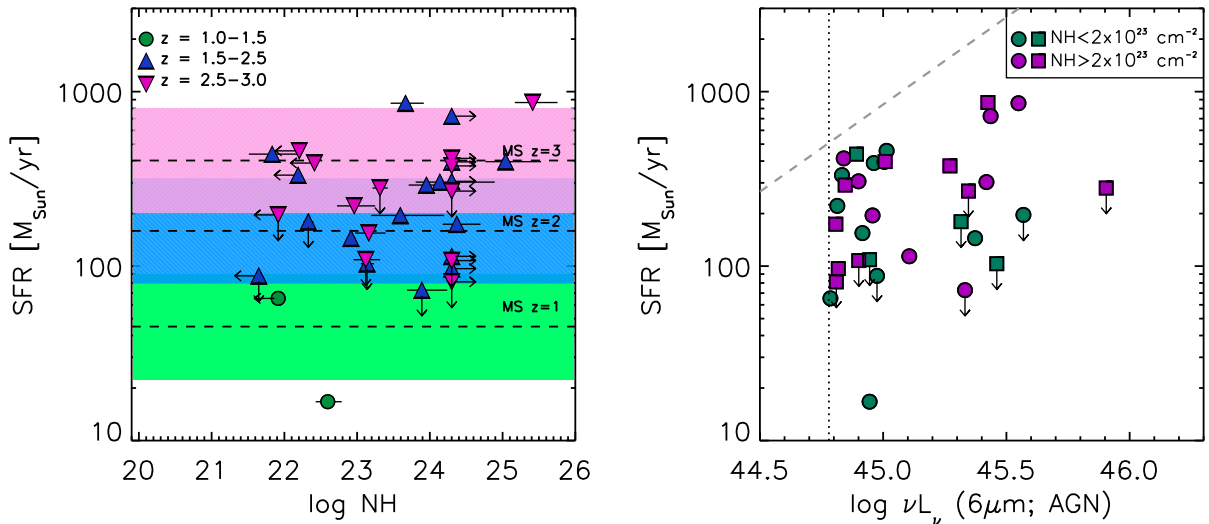 z = 1.0−1.5
z = 1.5−2.5
z = 2.5−3.0
MS z=3
MS z=2
MS z=1
1000
100
10
SFR [M_Sun/yr]
20 21 22 23 24 25 26
log NH
NH<2x10²³ cm⁻²
NH>2x10²³ cm⁻²
1000
100
10
SFR [M_Sun/yr]
44.5 45.0 45.5 46.0
log νL_ν (6μm; AGN)